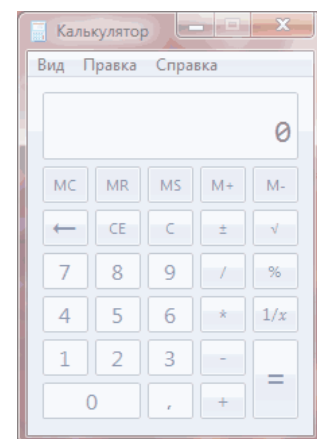 Калькулятор
Вид Правка Справка
0
MC MR MS M+ M-
← CE C ± √
7 8 9 / %
4 5 6 * 1/x
1 2 3 - =
0 , +